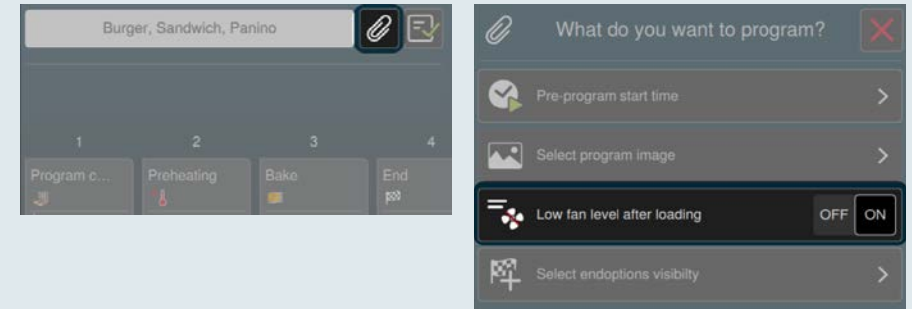 Burger, Sandwich, Panino
1 2 3 4
Program c... Preheating Bake End
What do you want to program?
Pre-program start time
Select program image
Low fan level after loading OFF ON
Select endoptions visibilty